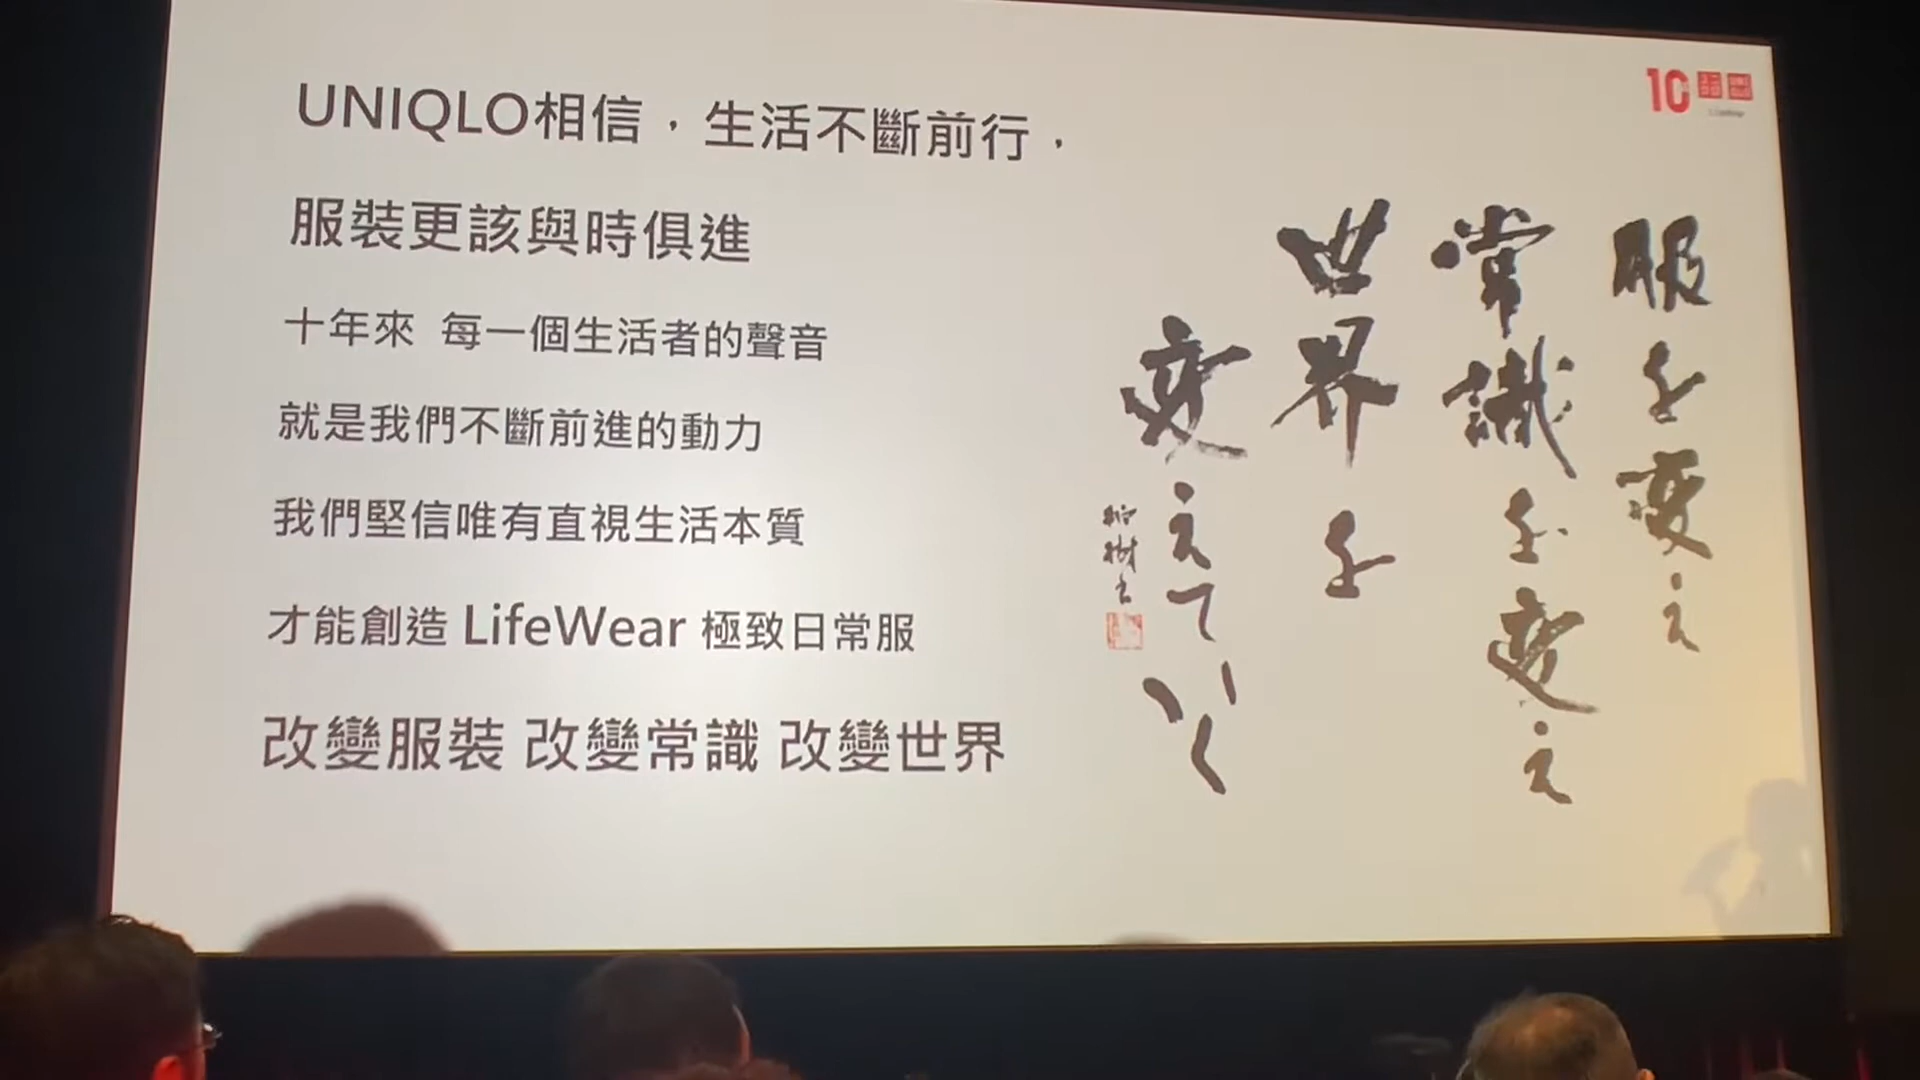 UNIQLO相信，生活不斷前行，
服裝更該與時俱進
十年來 每一個生活者的聲音
就是我們不斷前進的動力
我們堅信唯有直視生活本質
才能創造 LifeWear 極致日常服
改變服裝 改變常識 改變世界
10
服を変え
常識を変え
世界を
変えていく